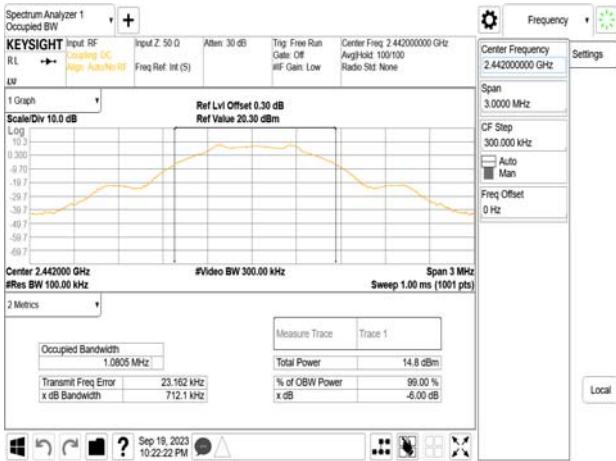 Spectrum Analyzer 1
Occupied BW
Frequency
KEYSIGHT
Input: RF
Input Z: 50 Ω
Atten: 30 dB
Trig: Free Run
Center Freq: 2.442000000 GHz
RL
Coupling: DC
Gate: Off
Avg|Hold: 100/100
Align: Auto/No RF
Freq Ref: Int (S)
#IF Gain: Low
Radio Std: None
LXI
1 Graph
Ref Lvl Offset 0.30 dB
Scale/Div 10.0 dB
Ref Value 20.30 dBm
Log
10.3
0.300
-9.70
-19.7
-29.7
-39.7
-49.7
-59.7
-69.7
Center 2.442000 GHz
#Video BW 300.00 kHz
Span 3 MHz
#Res BW 100.00 kHz
Sweep 1.00 ms (1001 pts)
2 Metrics
Measure Trace
Trace 1
Occupied Bandwidth
1.0805 MHz
Total Power
14.8 dBm
Transmit Freq Error
23.162 kHz
% of OBW Power
99.00 %
x dB Bandwidth
712.1 kHz
x dB
-6.00 dB
Sep 19, 2023
10:22:22 PM
Center Frequency
2.442000000 GHz
Settings
Span
3.0000 MHz
CF Step
300.000 kHz
Auto
Man
Freq Offset
0 Hz
Local